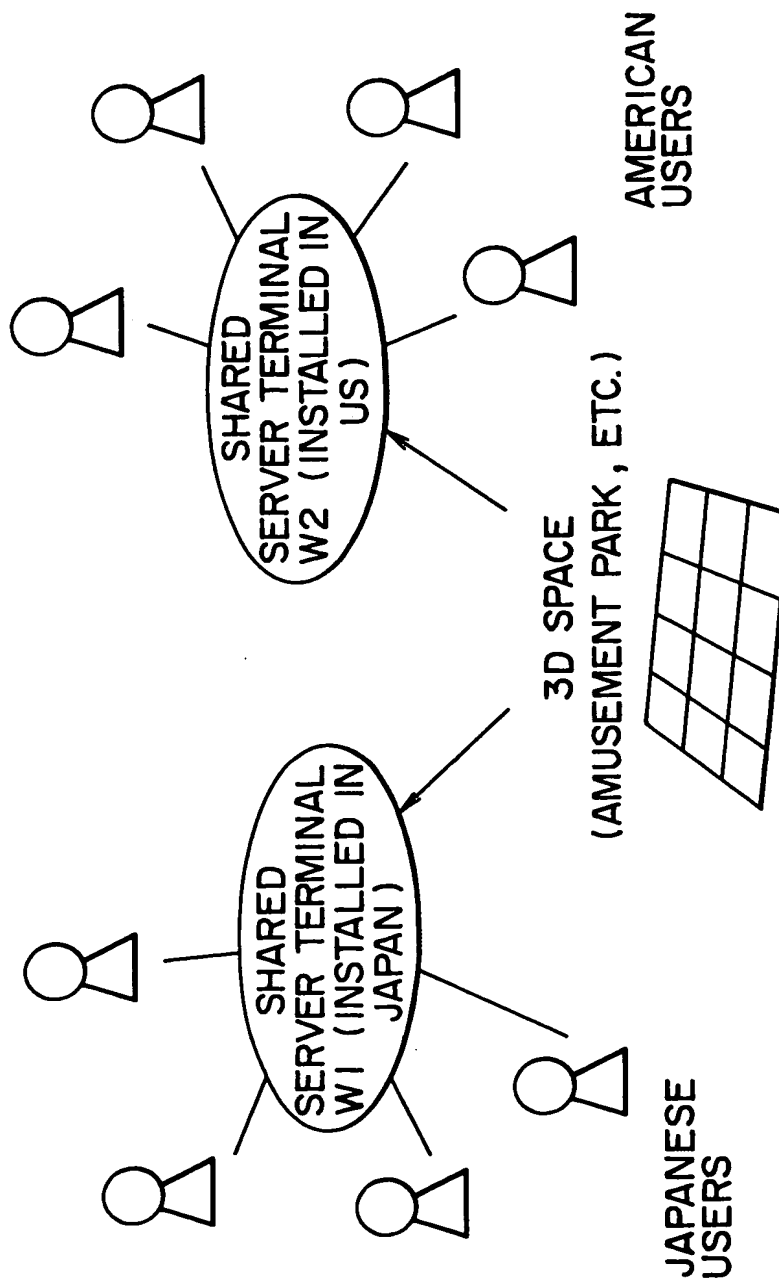 SHARED
SERVER TERMINAL
W1 (INSTALLED IN
JAPAN)
SHARED
SERVER TERMINAL
W2 (INSTALLED IN
US)
3D SPACE
(AMUSEMENT PARK, ETC.)
JAPANESE
USERS
AMERICAN
USERS